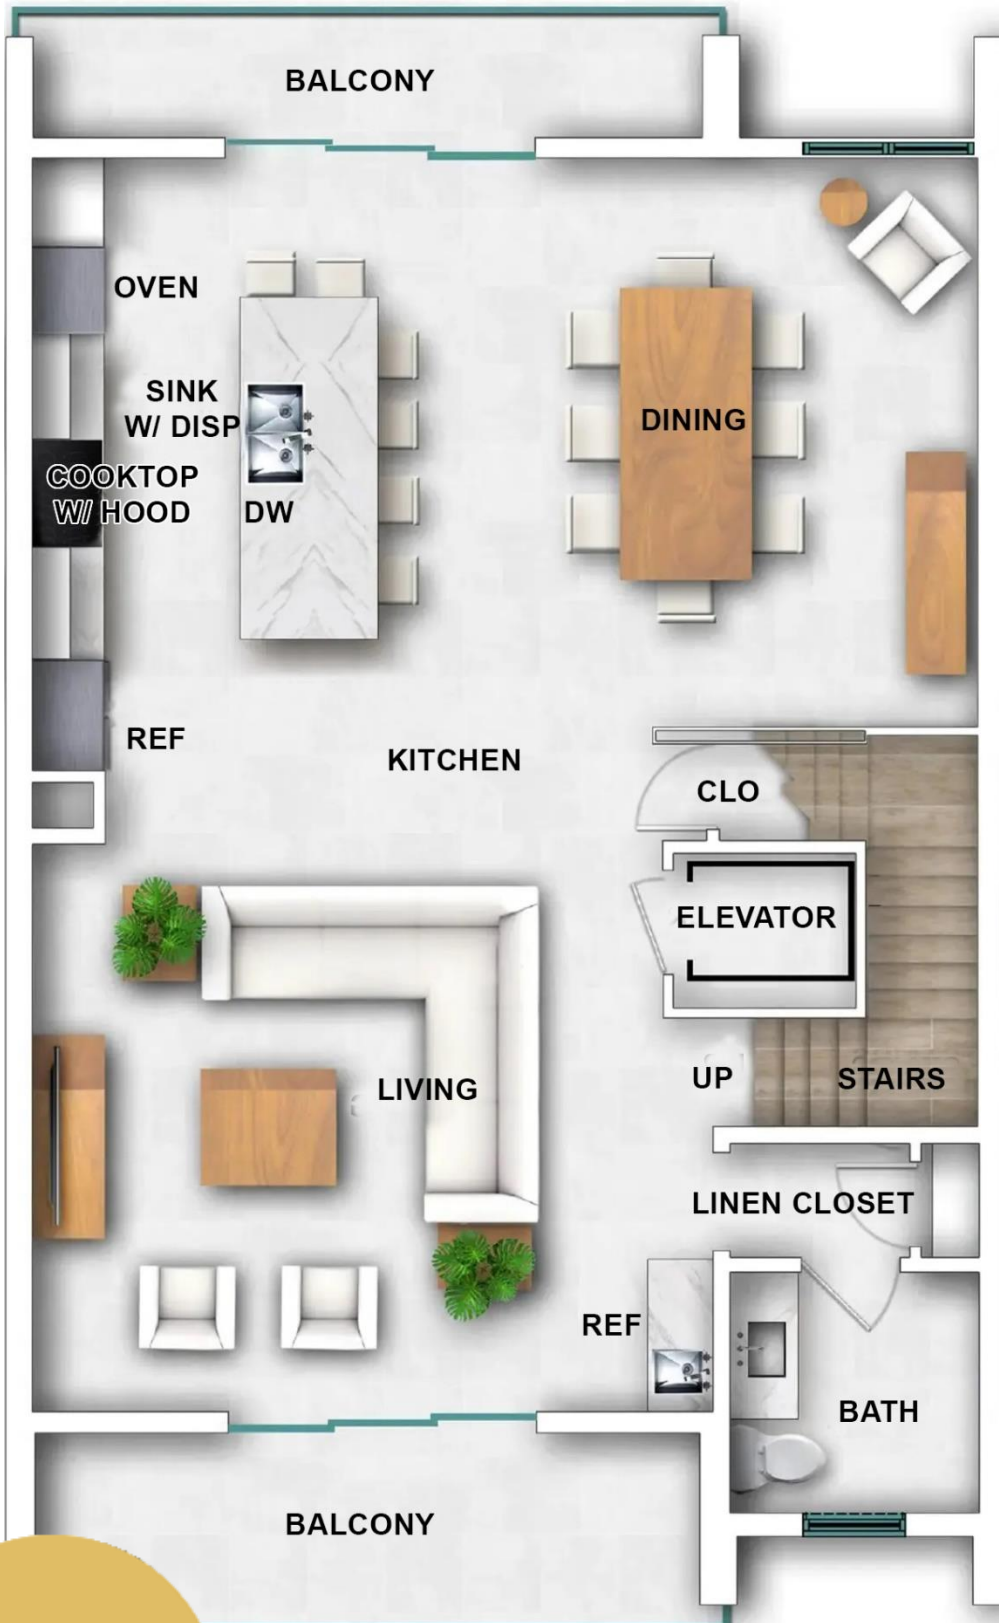 BALCONY
OVEN
SINK
W/ DISP
DINING
COOKTOP
W/ HOOD
DW
REF
KITCHEN
CLO
ELEVATOR
LIVING
UP
STAIRS
LINEN CLOSET
REF
BATH
BALCONY